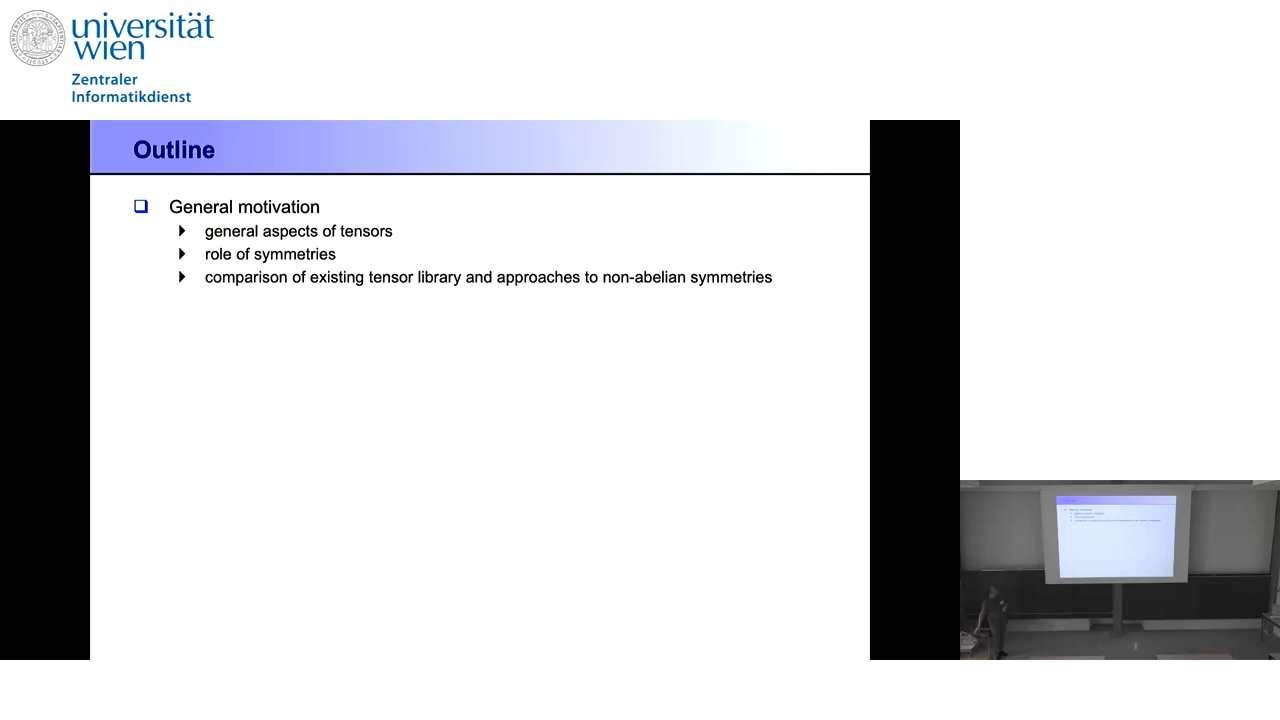 universität
wien
Zentraler
Informatikdienst
Outline
General motivation
general aspects of tensors
role of symmetries
comparison of existing tensor library and approaches to non-abelian symmetries